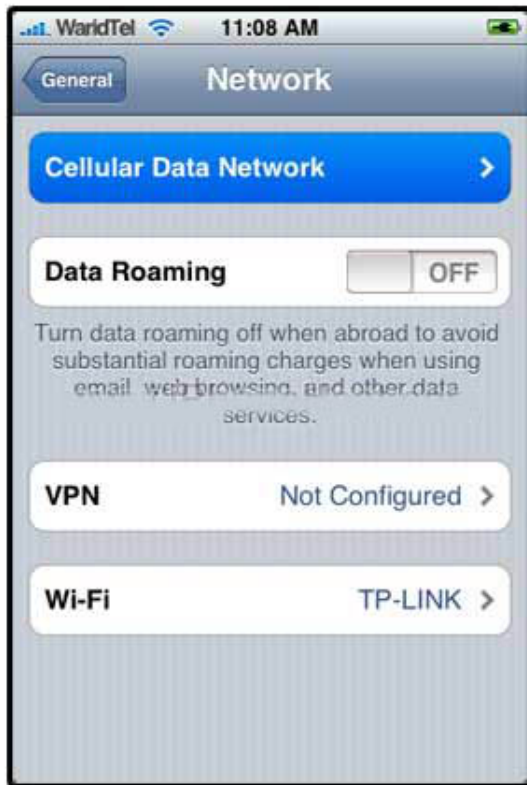 WaridTel 11:08 AM
General Network
Cellular Data Network
Data Roaming OFF
Turn data roaming off when abroad to avoid
substantial roaming charges when using
email, web browsing, and other data
services.
VPN Not Configured
Wi-Fi TP-LINK